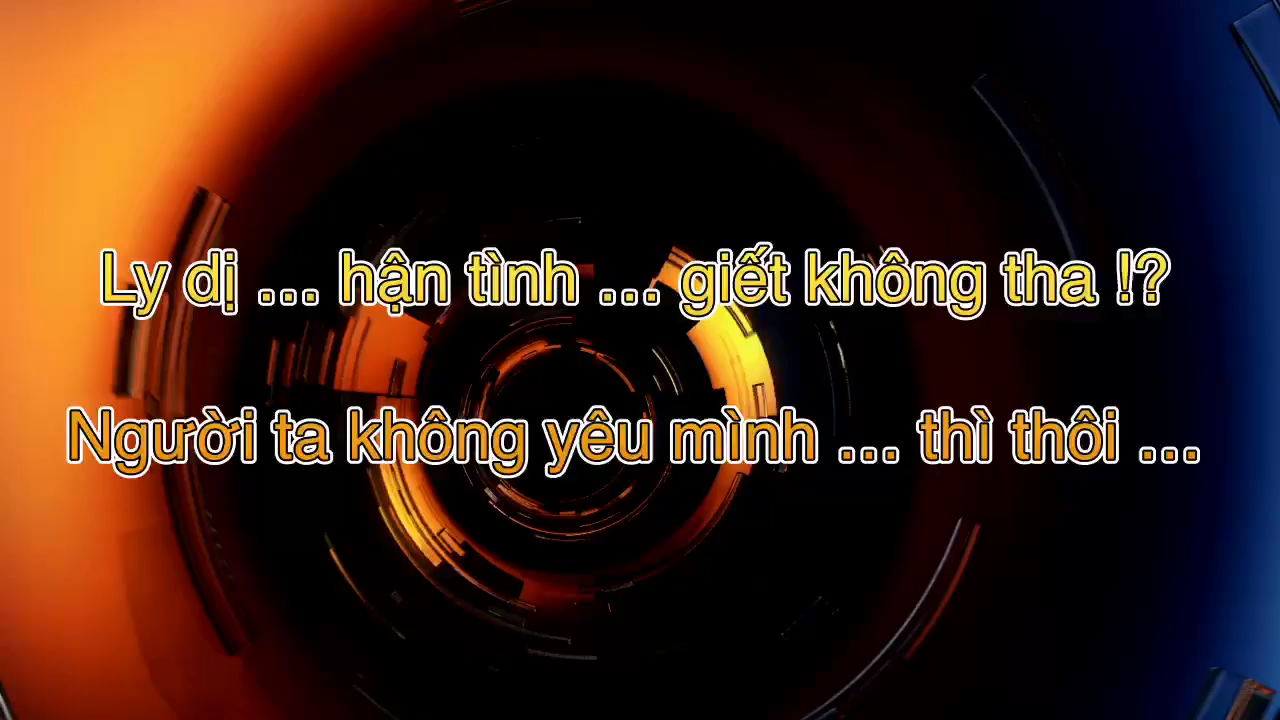 Ly dị ... hận tình ... giết không tha !?
Người ta không yêu mình ... thì thôi ...